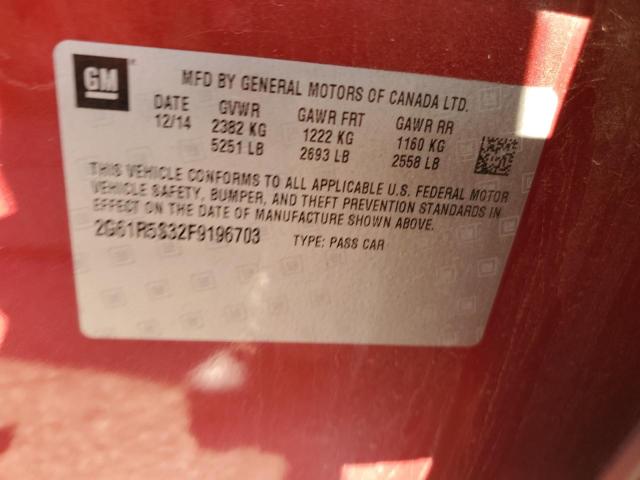 GM
MFD BY GENERAL MOTORS OF CANADA LTD.
DATE GVWR GAWR FRT GAWR RR
12/14 2382 KG 1222 KG 1160 KG
5251 LB 2693 LB 2558 LB
THIS VEHICLE CONFORMS TO ALL APPLICABLE U.S. FEDERAL MOTOR
VEHICLE SAFETY, BUMPER, AND THEFT PREVENTION STANDARDS IN
EFFECT ON THE DATE OF MANUFACTURE SHOWN ABOVE.
2G61R5S32F9196703 TYPE: PASS CAR